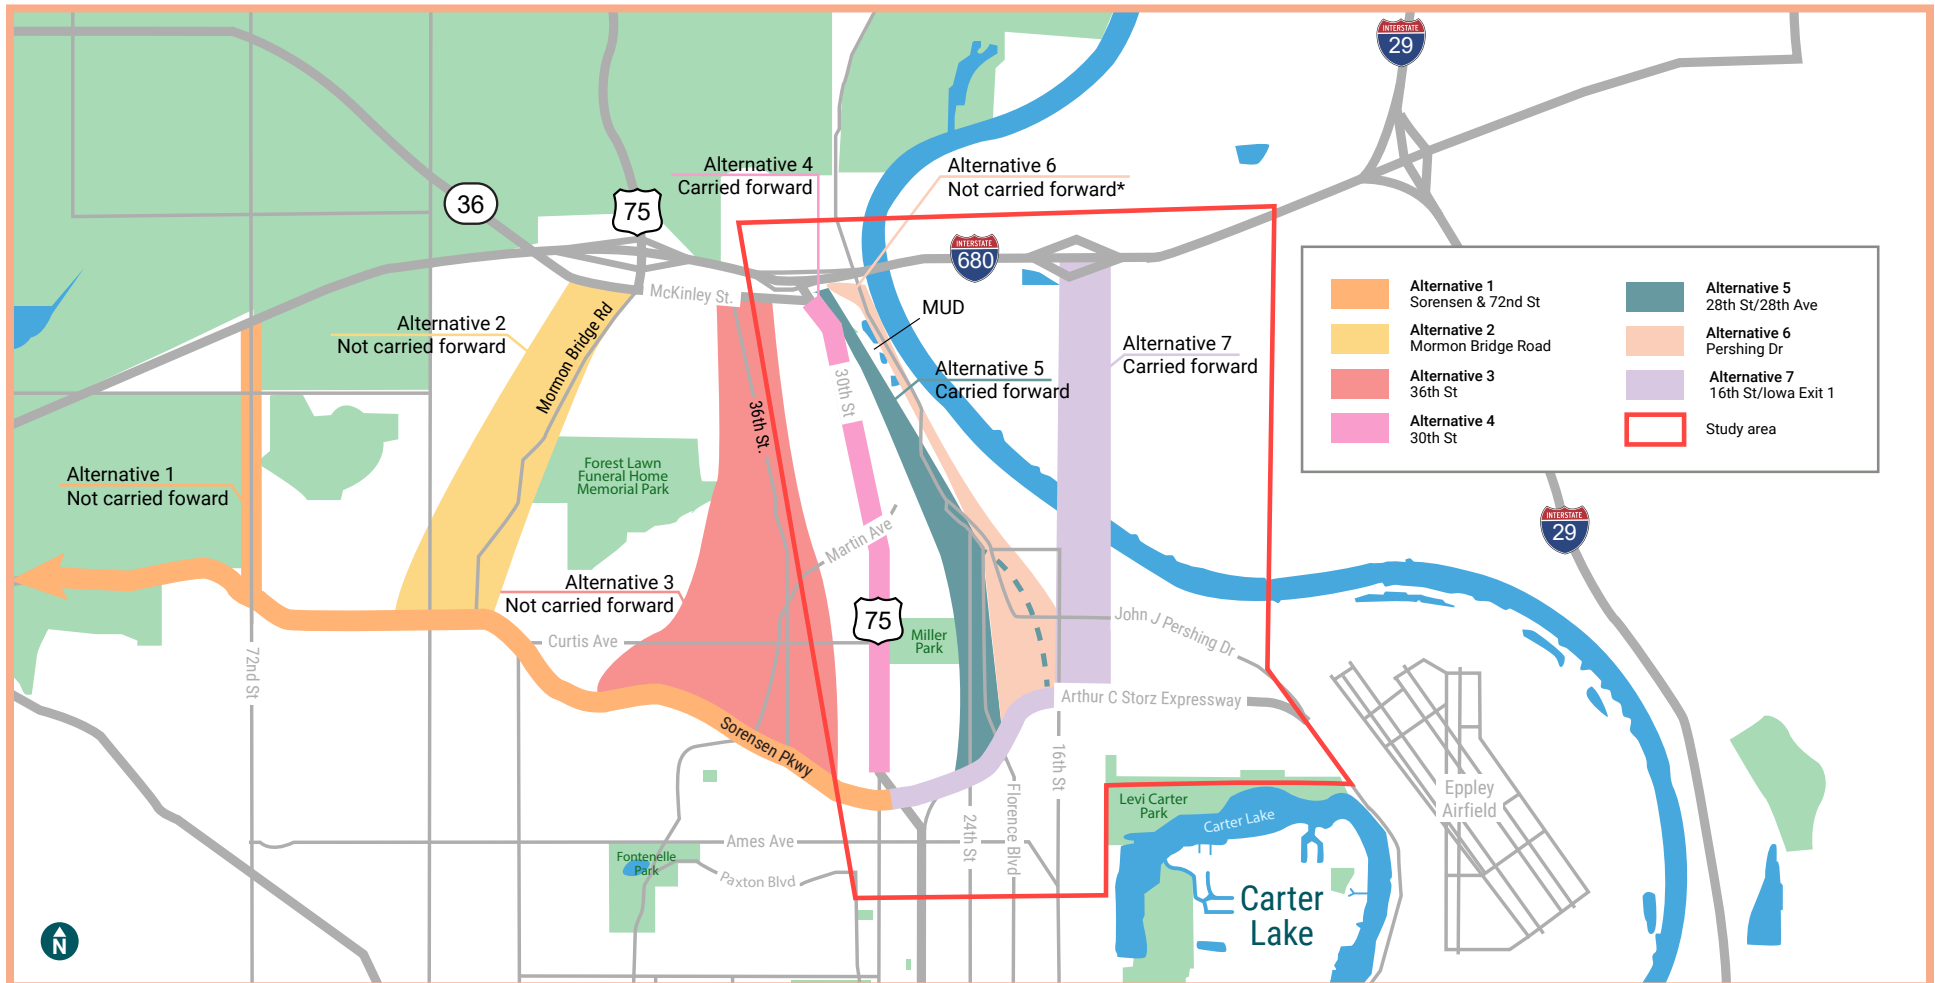 INTERSTATE
29
Alternative 4
Carried forward
Alternative 6
Not carried forward*
36
75
INTERSTATE
680
McKinley St.
Alternative 2
Not carried forward
Mormon Bridge Rd
MUD
Alternative 7
Carried forward
Alternative 5
Carried forward
30th St
36th St.
Alternative 1
Sorensen & 72nd St
Alternative 2
Mormon Bridge Road
Alternative 3
36th St
Alternative 4
30th St
Alternative 5
28th St/28th Ave
Alternative 6
Pershing Dr
Alternative 7
16th St/Iowa Exit 1
Study area
Alternative 1
Not carried foward
Forest Lawn
Funeral Home
Memorial Park
INTERSTATE
29
Martin Ave
Alternative 3
Not carried forward
75
Curtis Ave
Miller
Park
John J Pershing Dr
72nd St
Arthur C Storz Expressway
Sorensen Pkwy
16th St
Eppley
Airfield
Levi Carter
Park
Carter Lake
Florence Blvd
24th St
Ames Ave
Fontenelle
Park
Paxton Blvd
Carter
Lake
N